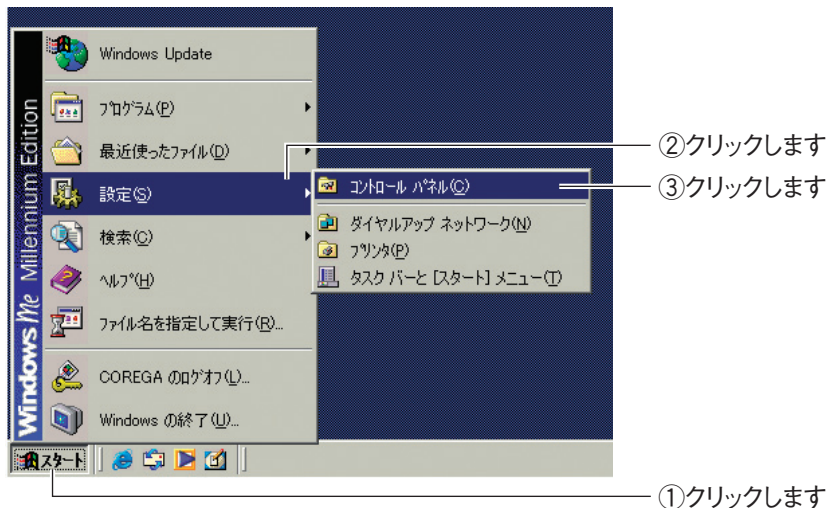 Windows Update
プログラム(P)
最近使ったファイル(D)
設定(S)
検索(C)
ヘルプ(H)
ファイル名を指定して実行(R)...
COREGA のログオフ(L)...
Windows の終了(U)...
Windows Me Millennium Edition
コントロール パネル(C)
ダイヤルアップ ネットワーク(N)
プリンタ(P)
タスク バーと [スタート] メニュー(T)
スタート
②クリックします
③クリックします
①クリックします